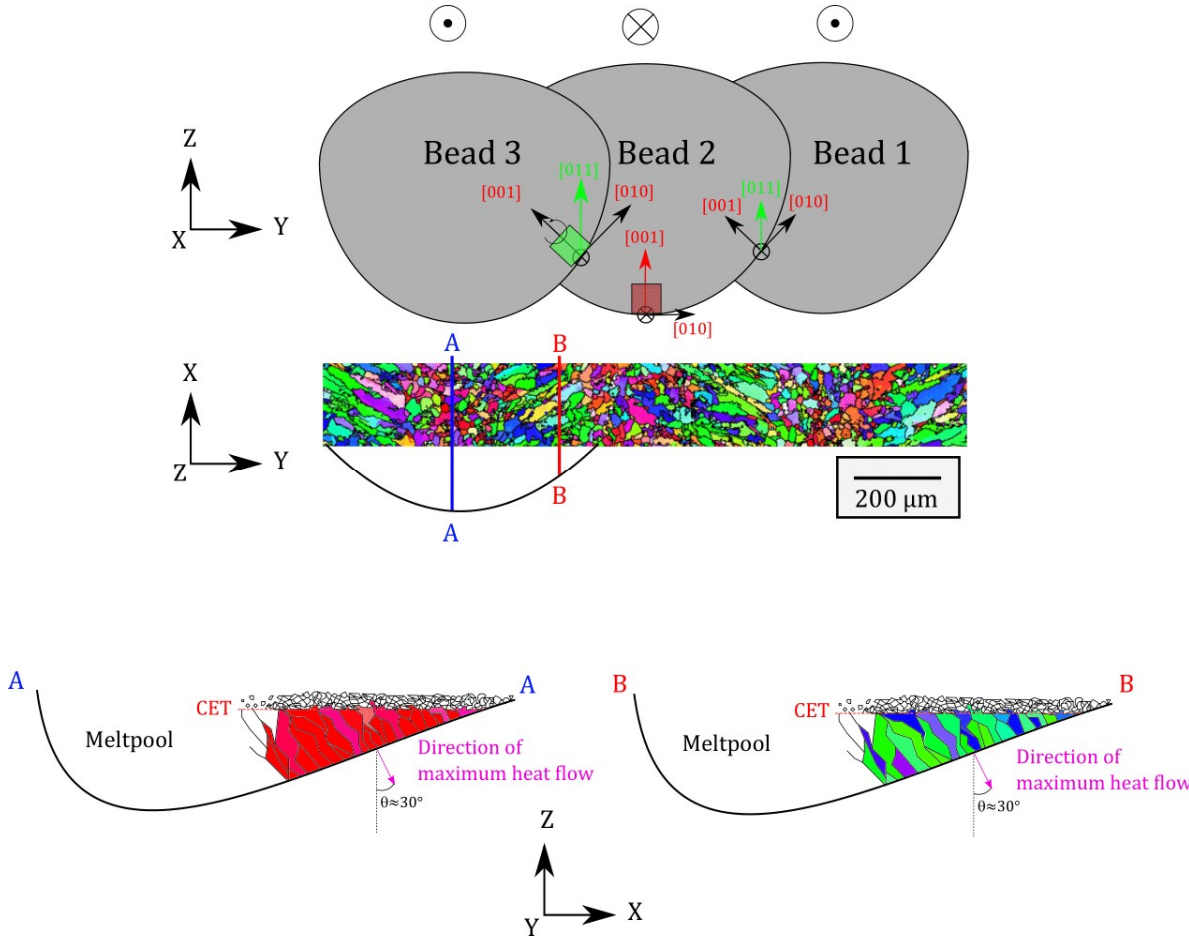 Z
X
Y
Bead 3
Bead 2
Bead 1
[001]
[011]
[010]
[001]
[010]
[001]
[011]
[010]
A
B
X
Z
Y
A
B
200 μm
A
A
CET
Meltpool
Direction of
maximum heat flow
θ≈30°
B
B
CET
Meltpool
Direction of
maximum heat flow
θ≈30°
Z
Y
X